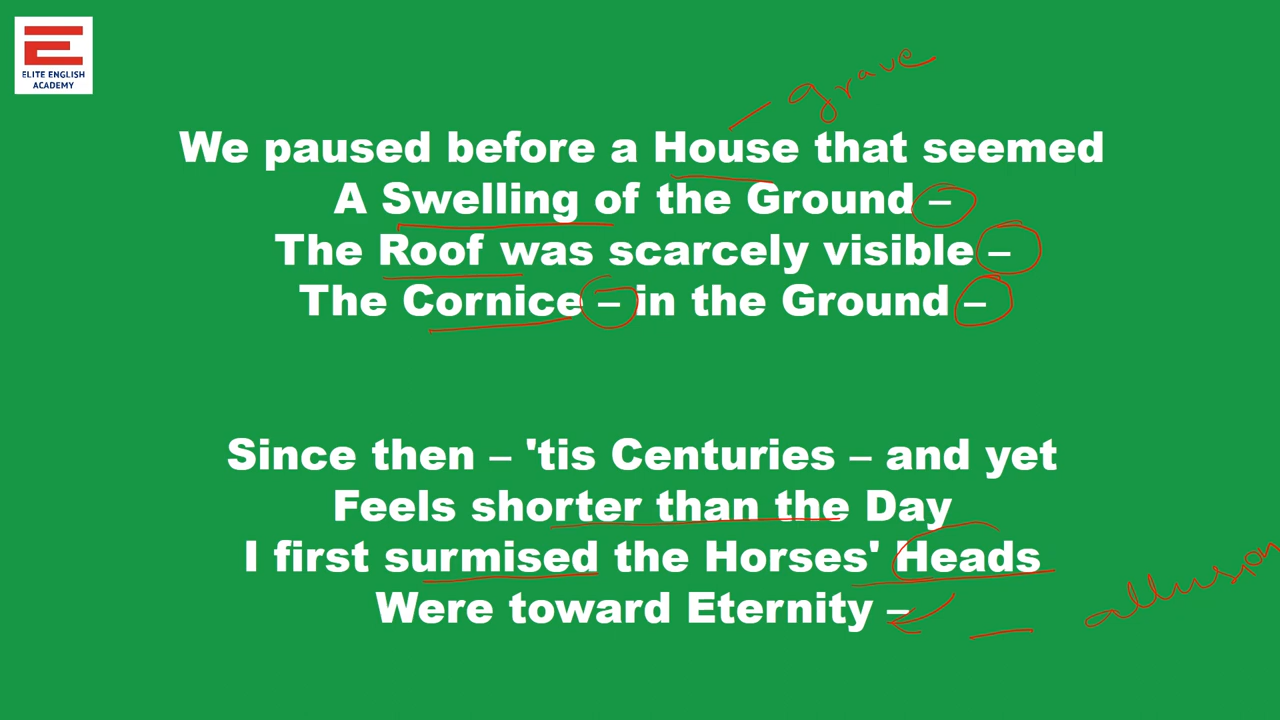 ELITE ENGLISH
ACADEMY
grave
We paused before a House that seemed
A Swelling of the Ground –
The Roof was scarcely visible –
The Cornice – in the Ground –
Since then – 'tis Centuries – and yet
Feels shorter than the Day
I first surmised the Horses' Heads
Were toward Eternity –
allusion